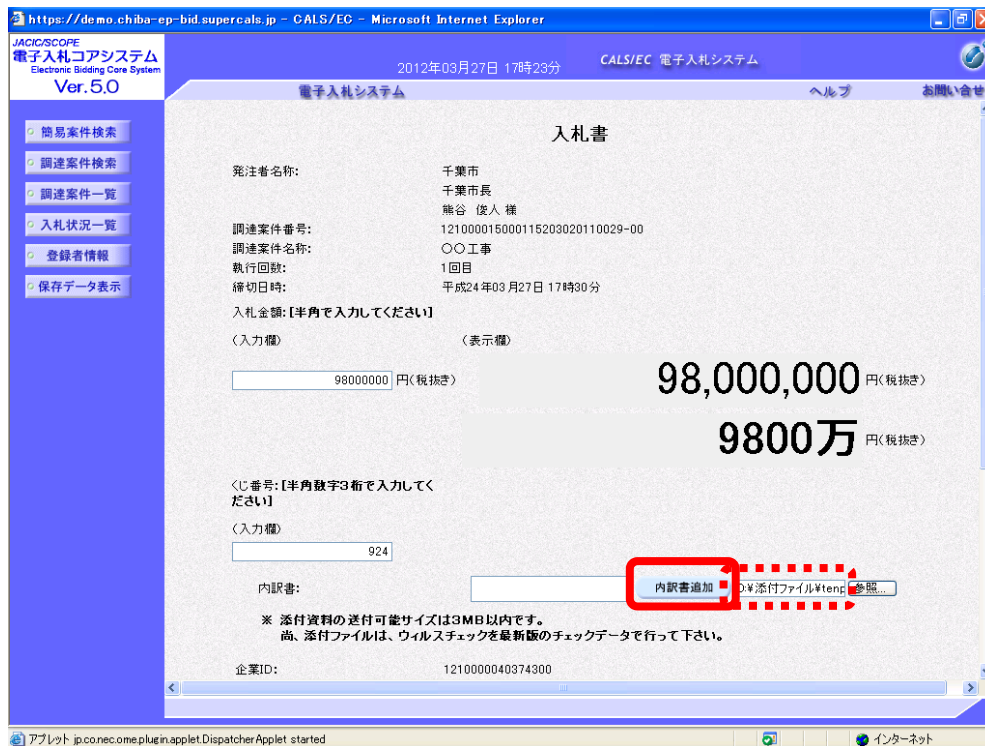 https://demo.chiba-ep-bid.supercals.jp - CALS/EC - Microsoft Internet Explorer
JACIC/SCOPE
電子入札コアシステム
Electronic Bidding Core System
Ver.5.0
2012年03月27日 17時23分
CALS/EC 電子入札システム
電子入札システム
ヘルプ
お問い合せ
簡易案件検索
調達案件検索
調達案件一覧
入札状況一覧
登録者情報
保存データ表示
入札書
発注者名称: 千葉市
千葉市長
熊谷 俊人 様
調達案件番号: 121000015000115203020110029-00
調達案件名称: 〇〇工事
執行回数: 1回目
締切日時: 平成24年03月27日 17時30分
入札金額:[半角で入力してください]
(入力欄) (表示欄)
98000000 円(税抜き) 98,000,000 円(税抜き)
9800万 円(税抜き)
くじ番号:[半角数字3桁で入力してく
ださい]
(入力欄)
924
内訳書: 内訳書追加 D:¥添付ファイル¥tenp 参照...
※ 添付資料の送付可能サイズは3MB以内です。
尚、添付ファイルは、ウィルスチェックを最新版のチェックデータで行って下さい。
企業ID: 1210000040374300
アプレット jp.co.nec.ome.plugin.applet.DispatcherApplet started
インターネット